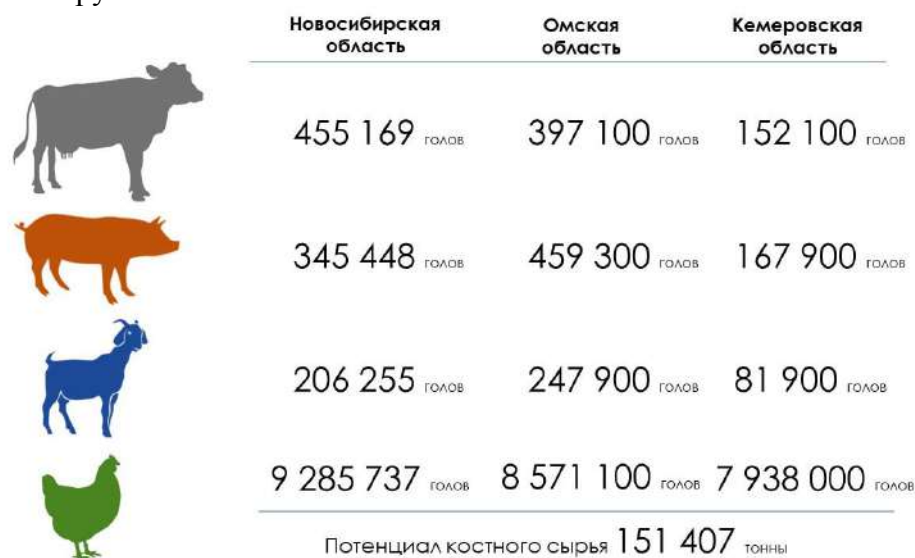 Новосибирская область Омская область Кемеровская область
455 169 голов 397 100 голов 152 100 голов
345 448 голов 459 300 голов 167 900 голов
206 255 голов 247 900 голов 81 900 голов
9 285 737 голов 8 571 100 голов 7 938 000 голов
Потенциал костного сырья 151 407 тонны